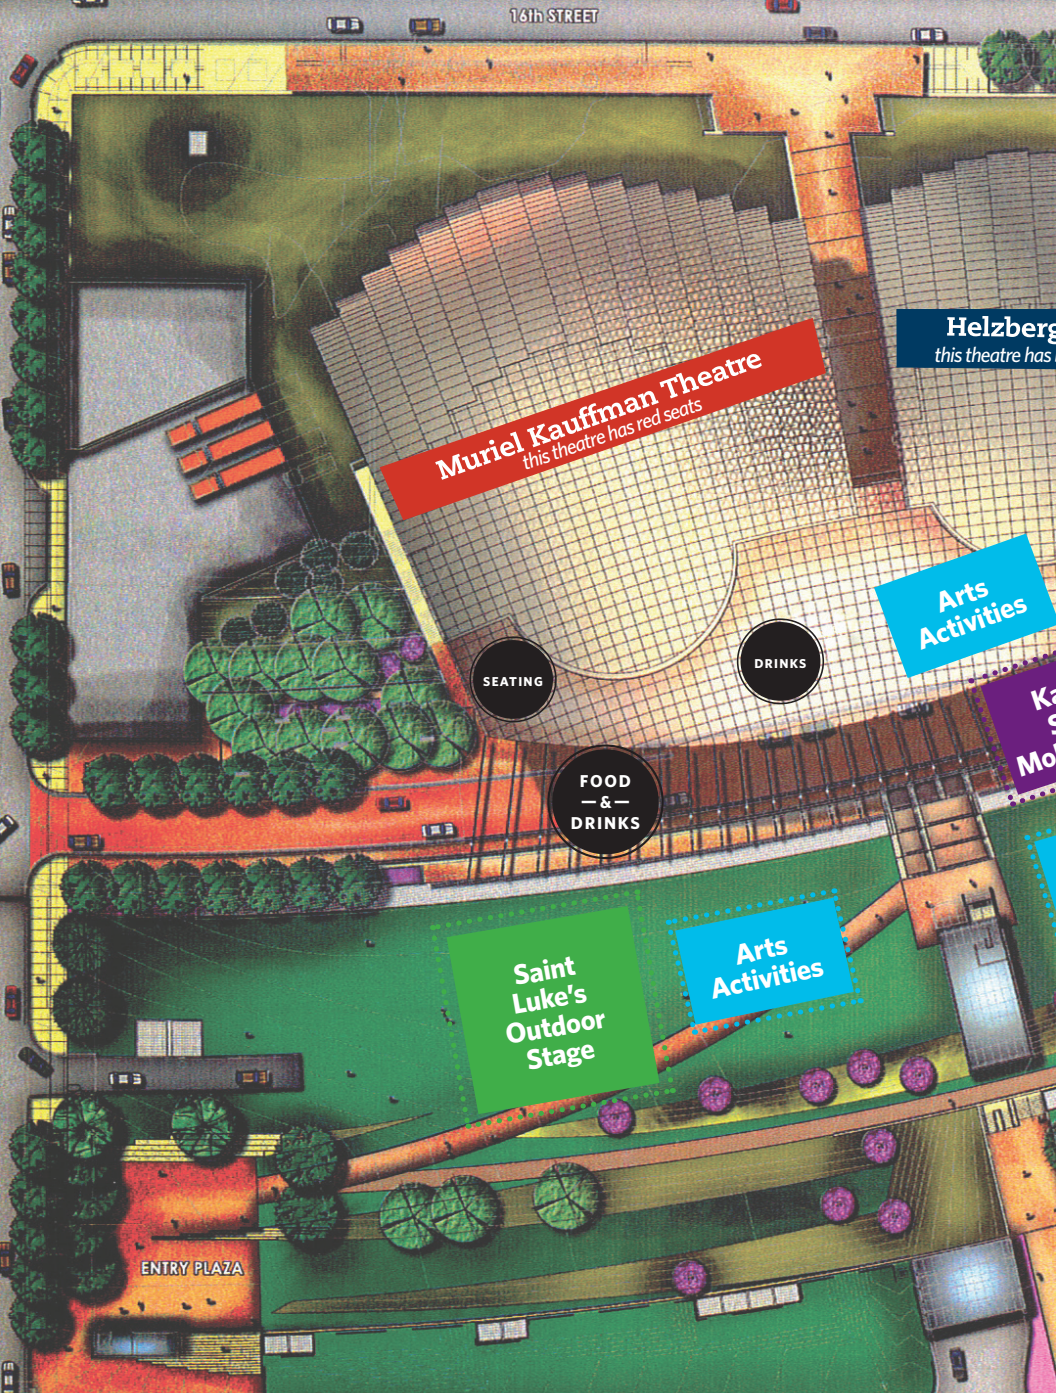 16th STREET
Helzberg
this theatre has
Muriel Kauffman Theatre
this theatre has red seats
Arts
Activities
SEATING
DRINKS
FOOD
—&—
DRINKS
Saint
Luke's
Outdoor
Stage
Arts
Activities
ENTRY PLAZA